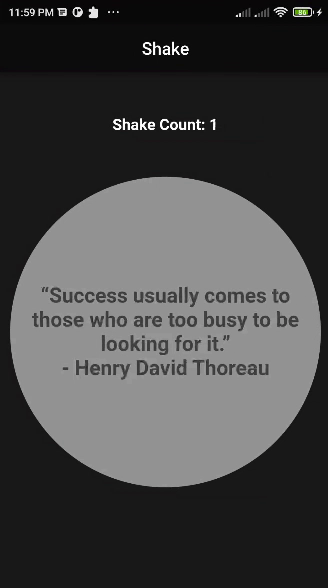 11:59 PM ...
86
Shake
Shake Count: 1
“Success usually comes to
those who are too busy to be
looking for it.”
- Henry David Thoreau